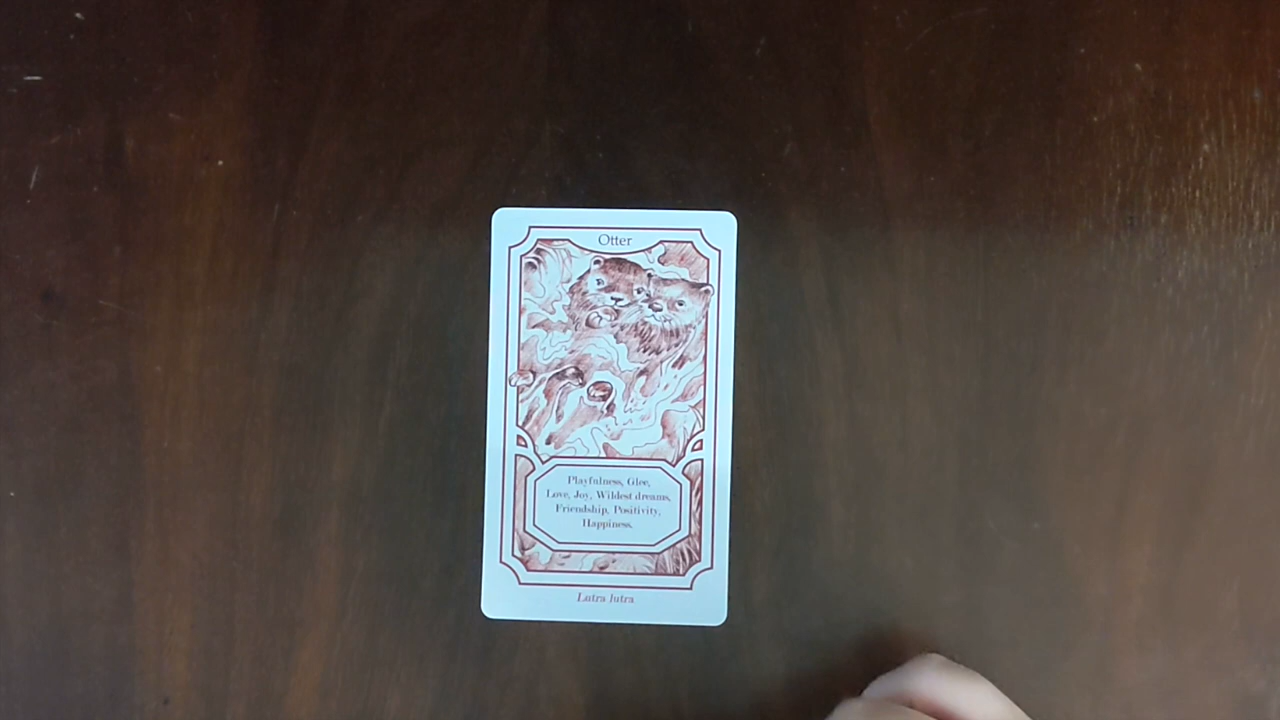 Otter
Playfulness, Glee,
Love, Joy, Wildest dreams,
Friendship, Positivity,
Happiness.
Lutra lutra